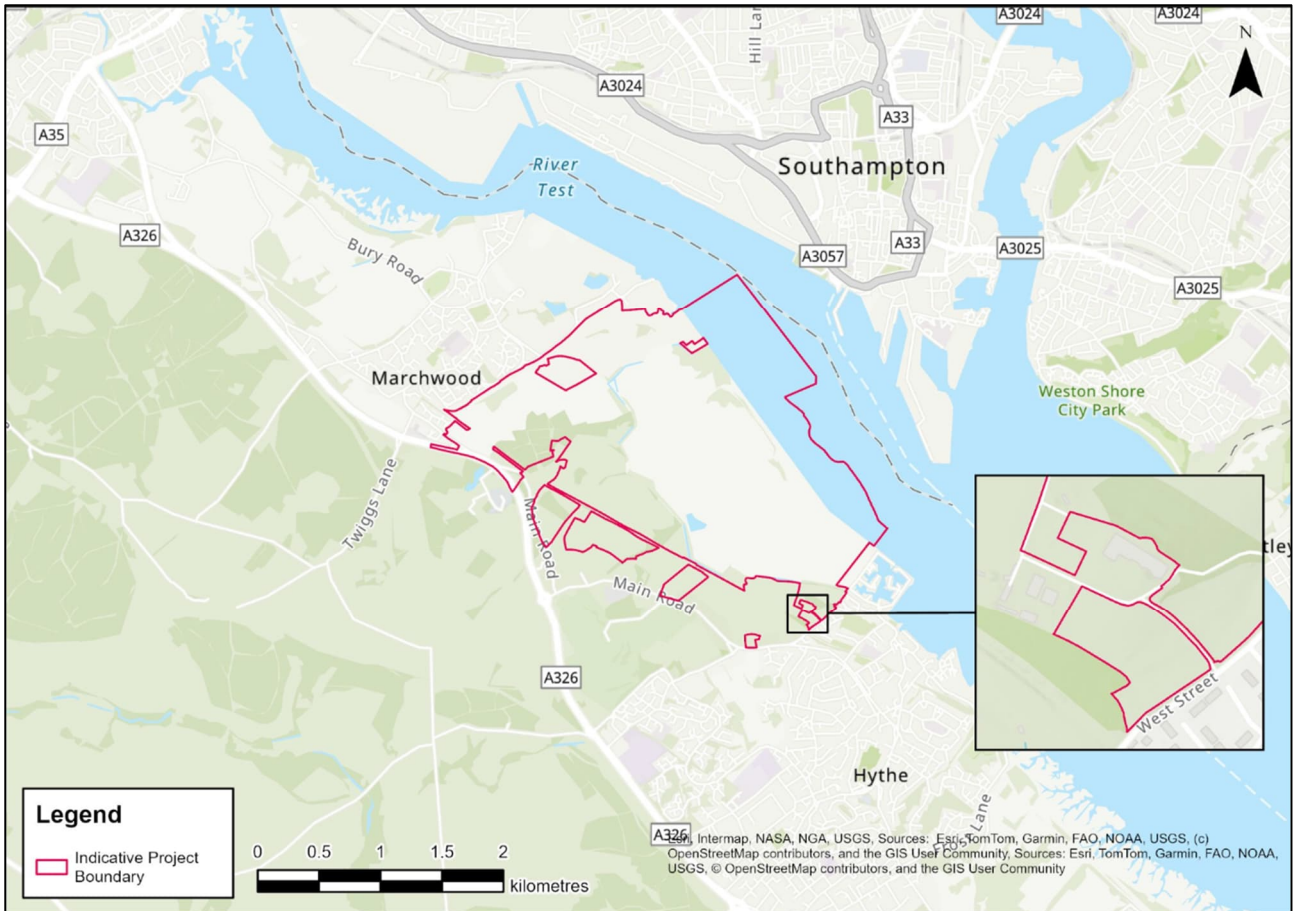 A3024
A3024
N
Hill Lan
A3024
A33
A35
Southampton
River
Test
A326
A33
A3025
A3057
Bury Road
A3025
Marchwood
Weston Shore
City Park
Twiggs Lane
Main Road
tley
Main Road
West Street
A326
Hythe
Legend
Indicative Project
Boundary
0 0.5 1 1.5 2
kilometres
A326
Frost Lane
Esri, Intermap, NASA, NGA, USGS, Sources: Esri, TomTom, Garmin, FAO, NOAA, USGS, (c)
OpenStreetMap contributors, and the GIS User Community, Sources: Esri, TomTom, Garmin, FAO, NOAA,
USGS, © OpenStreetMap contributors, and the GIS User Community